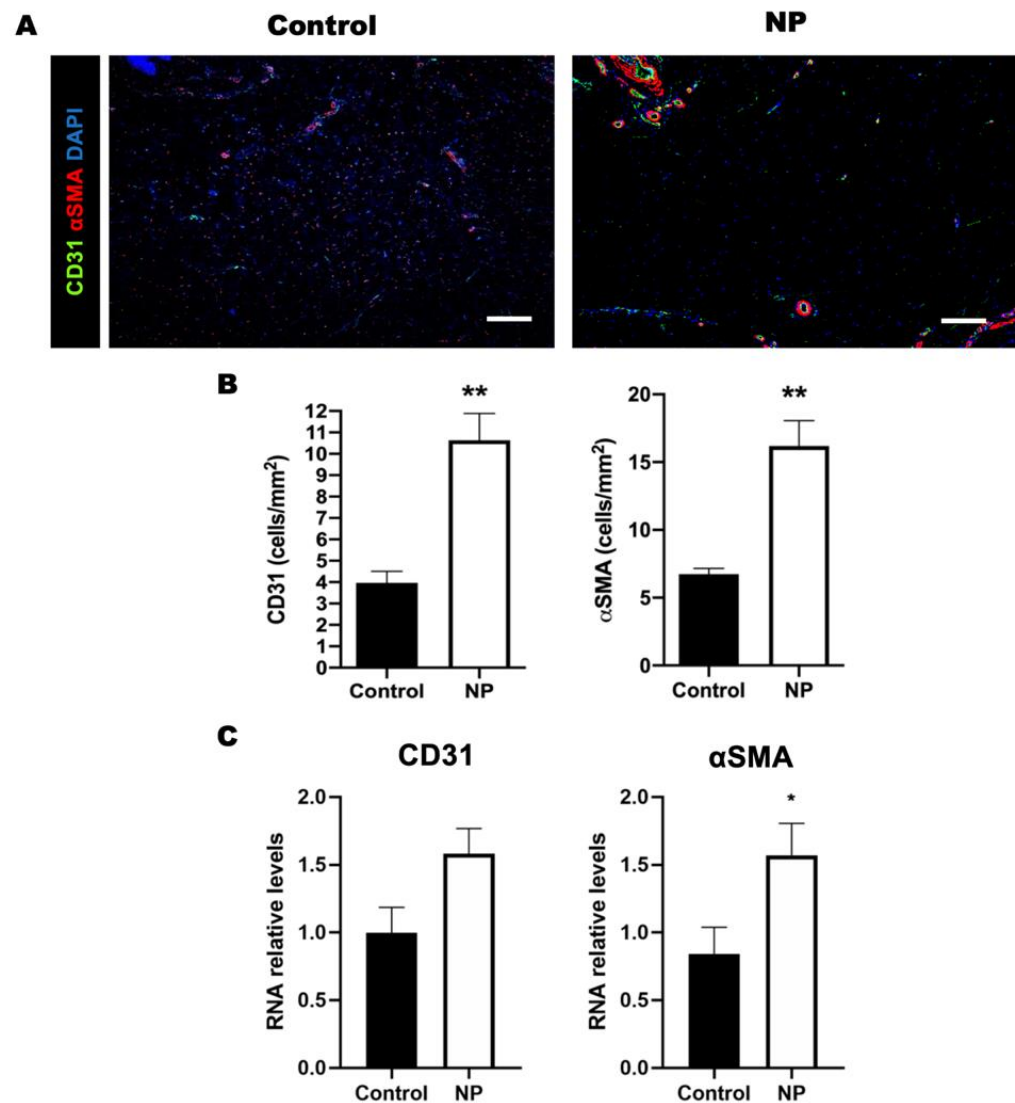 A
Control
NP
CD31 αSMA DAPI
B
**
CD31 (cells/mm²)
12
11
10
9
8
7
6
5
4
3
2
1
0
Control NP
**
αSMA (cells/mm²)
20
15
10
5
0
Control NP
C
CD31
RNA relative levels
2.0
1.5
1.0
0.5
0.0
Control NP
αSMA
*
RNA relative levels
2.0
1.5
1.0
0.5
0.0
Control NP